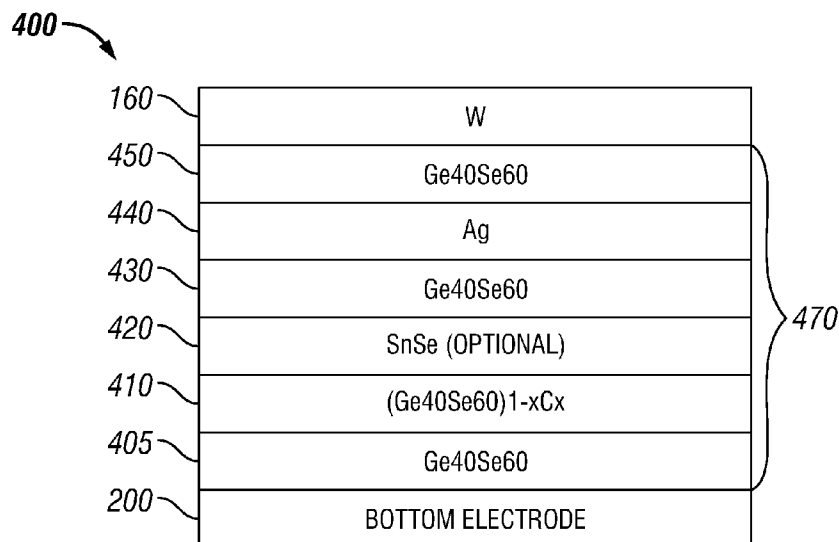 400
160 W
450 Ge40Se60
440 Ag
430 Ge40Se60
470
420 SnSe (OPTIONAL)
410 (Ge40Se60)1-xCx
405 Ge40Se60
200 BOTTOM ELECTRODE